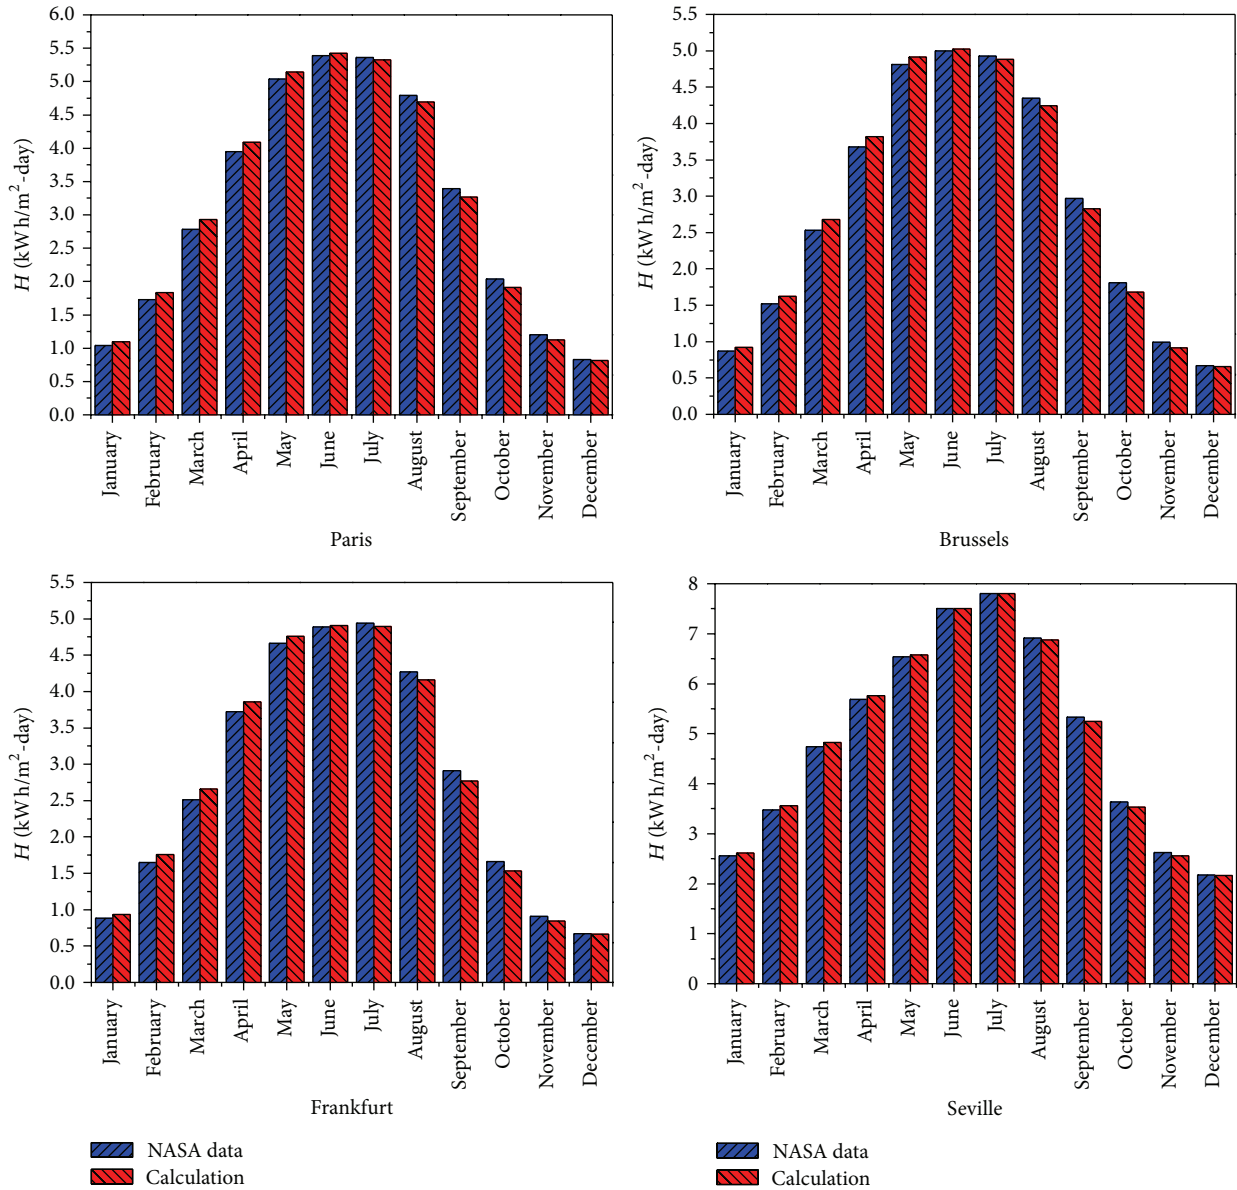 6.0
5.5
5.0
4.5
4.0
3.5
3.0
2.5
2.0
1.5
1.0
0.5
0.0
H (kW h/m²-day)
January
February
March
April
May
June
July
August
September
October
November
December
Paris
5.5
5.0
4.5
4.0
3.5
3.0
2.5
2.0
1.5
1.0
0.5
0.0
H (kW h/m²-day)
January
February
March
April
May
June
July
August
September
October
November
December
Brussels
5.5
5.0
4.5
4.0
3.5
3.0
2.5
2.0
1.5
1.0
0.5
0.0
H (kW h/m²-day)
January
February
March
April
May
June
July
August
September
October
November
December
Frankfurt
8
7
6
5
4
3
2
1
0
H (kW h/m²-day)
January
February
March
April
May
June
July
August
September
October
November
December
Seville
NASA data
Calculation
NASA data
Calculation